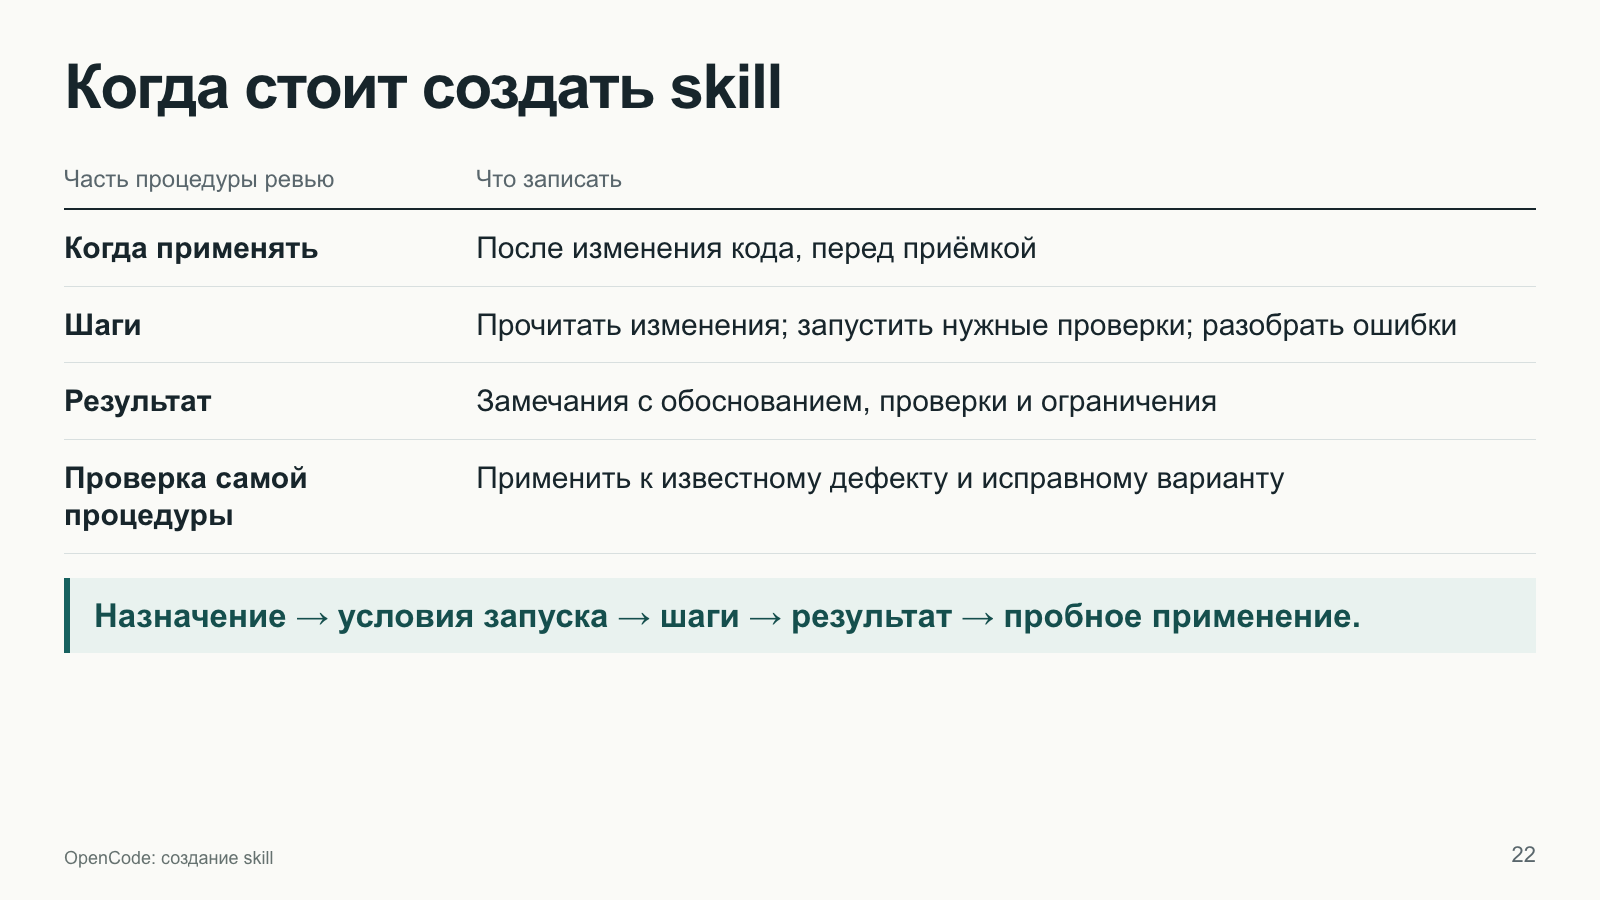 Когда стоит создать skill
Часть процедуры ревью Что записать
Когда применять После изменения кода, перед приёмкой
Шаги Прочитать изменения; запустить нужные проверки; разобрать ошибки
Результат Замечания с обоснованием, проверки и ограничения
Проверка самой Применить к известному дефекту и исправному варианту
процедуры
Назначение → условия запуска → шаги → результат → пробное применение.
OpenCode: создание skill 22